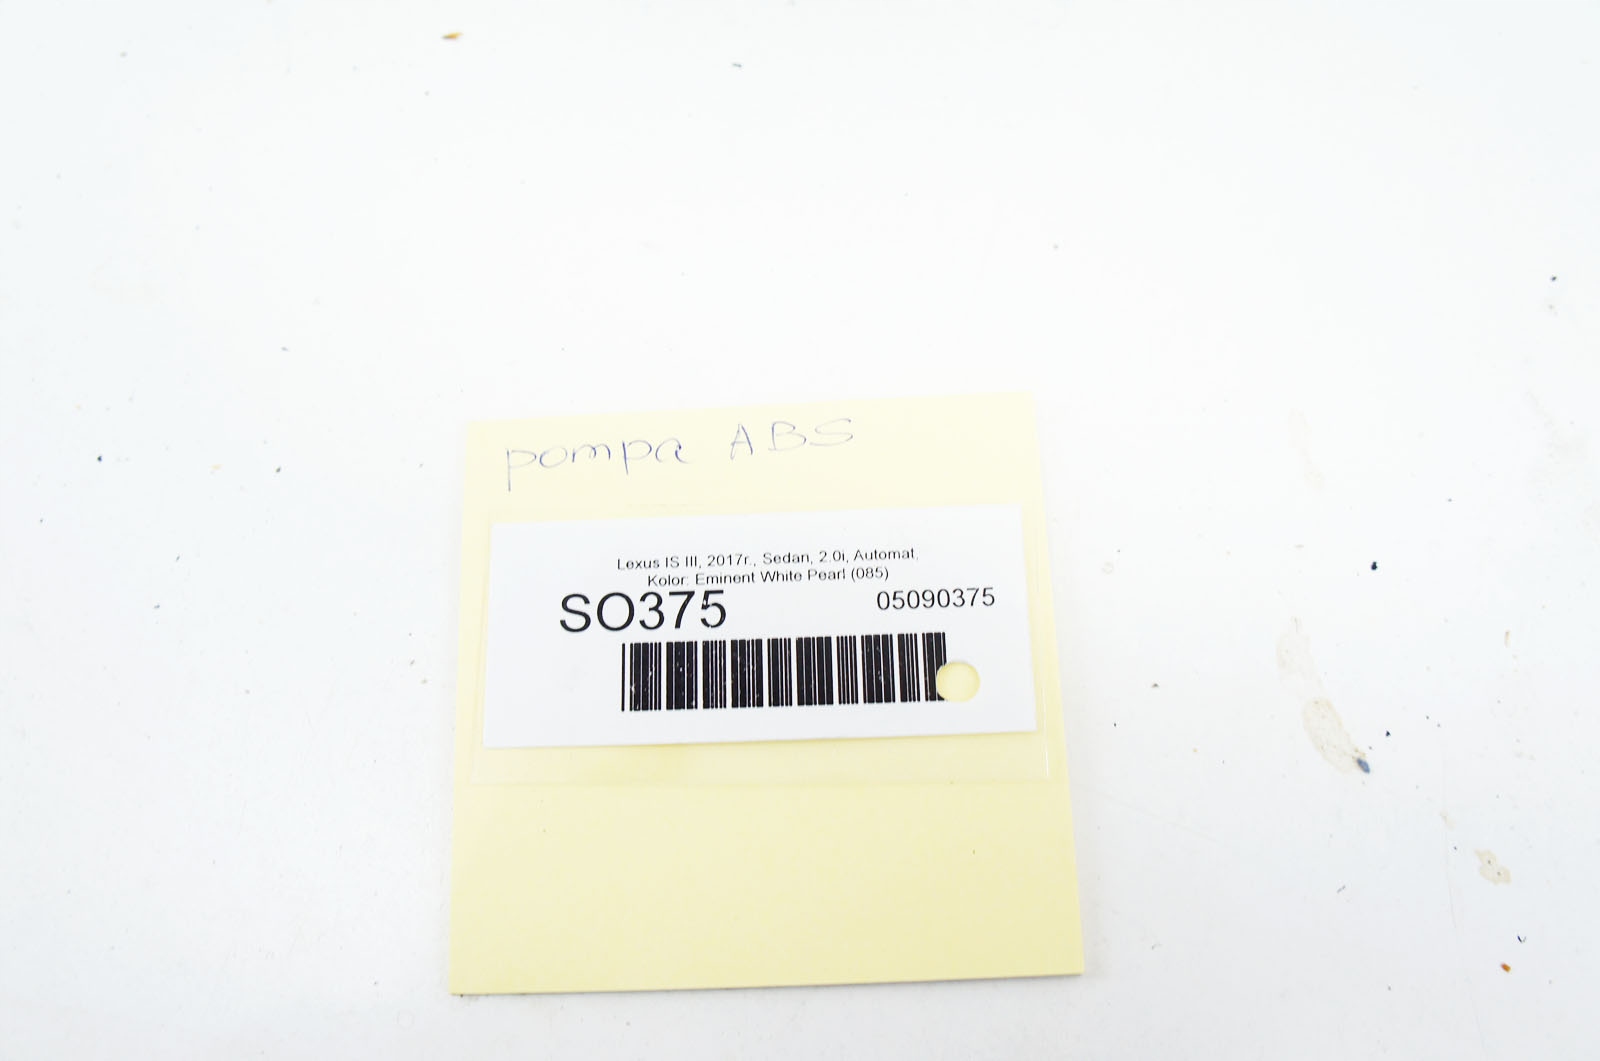 pompa ABS
Lexus IS III, 2017r., Sedan, 2.0i, Automat,
Kolor: Eminent White Pearl (085)
SO375 05090375